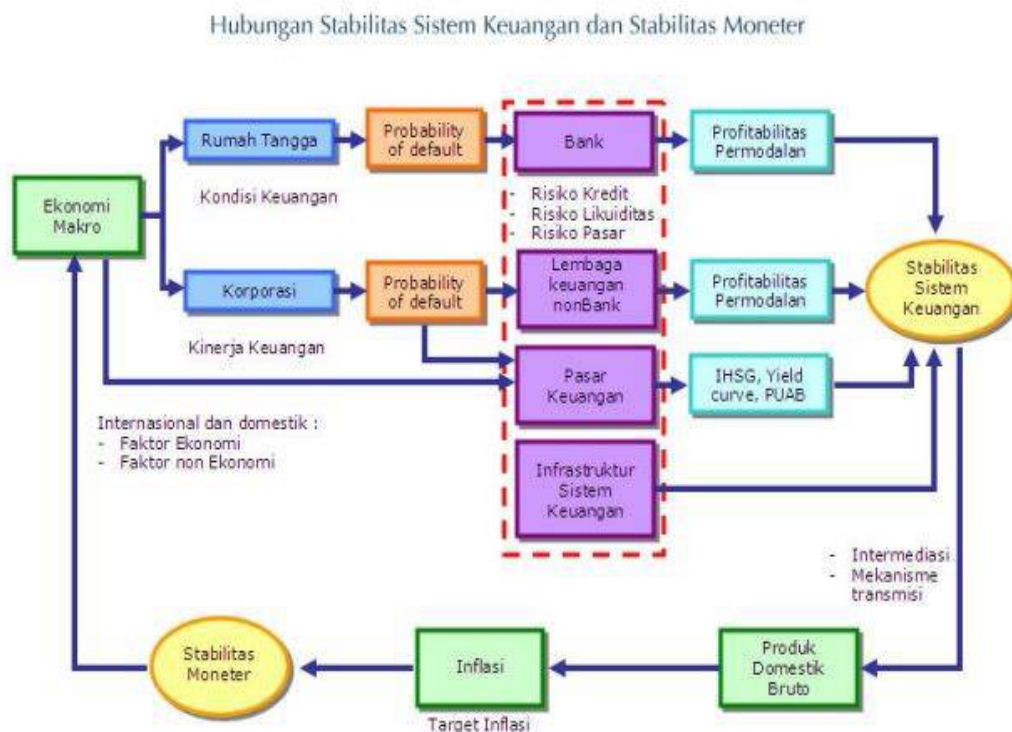 Hubungan Stabilitas Sistem Keuangan dan Stabilitas Moneter
Rumah Tangga
Probability
of default
Bank
Profitabilitas
Permodalan
Kondisi Keuangan
- Risiko Kredit
- Risiko Likuiditas
- Risiko Pasar
Ekonomi
Makro
Korporasi
Probability
of default
Lembaga
keuangan
nonBank
Profitabilitas
Permodalan
Stabilitas
Sistem
Keuangan
Kinerja Keuangan
Pasar
Keuangan
IHSG, Yield
curve, PUAB
Internasional dan domestik :
- Faktor Ekonomi
- Faktor non Ekonomi
Infrastruktur
Sistem
Keuangan
- Intermediasi
- Mekanisme
transmisi
Stabilitas
Moneter
Inflasi
Target Inflasi
Produk
Domestik
Bruto